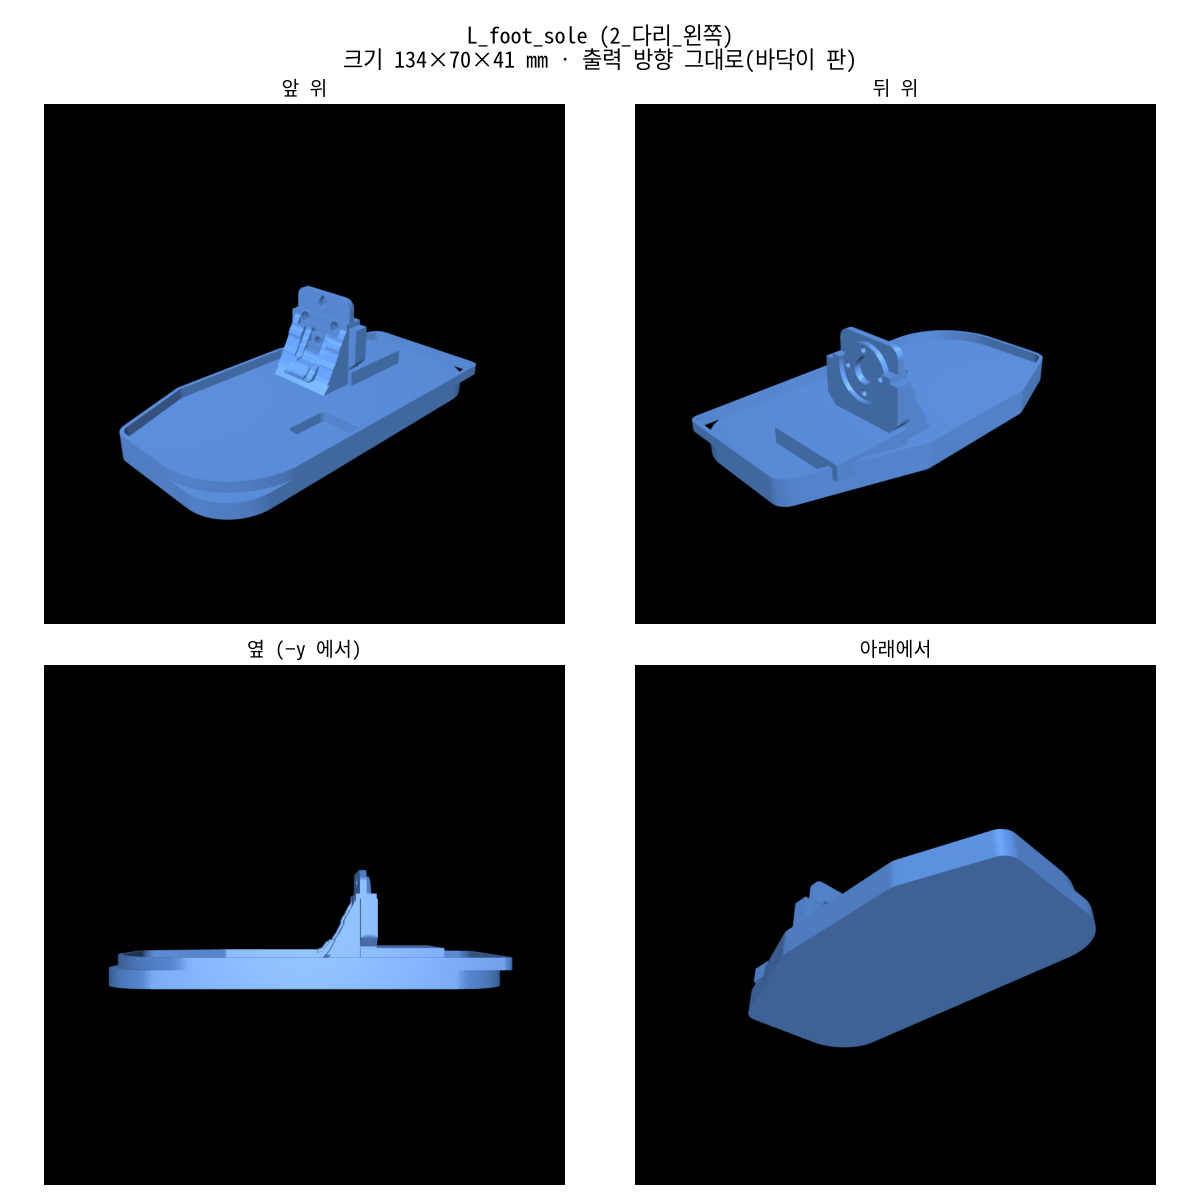 L_foot_sole (2_다리_왼쪽)
크기 134×70×41 mm · 출력 방향 그대로(바닥이 판)
앞 위
뒤 위
옆 (-y 에서)
아래에서